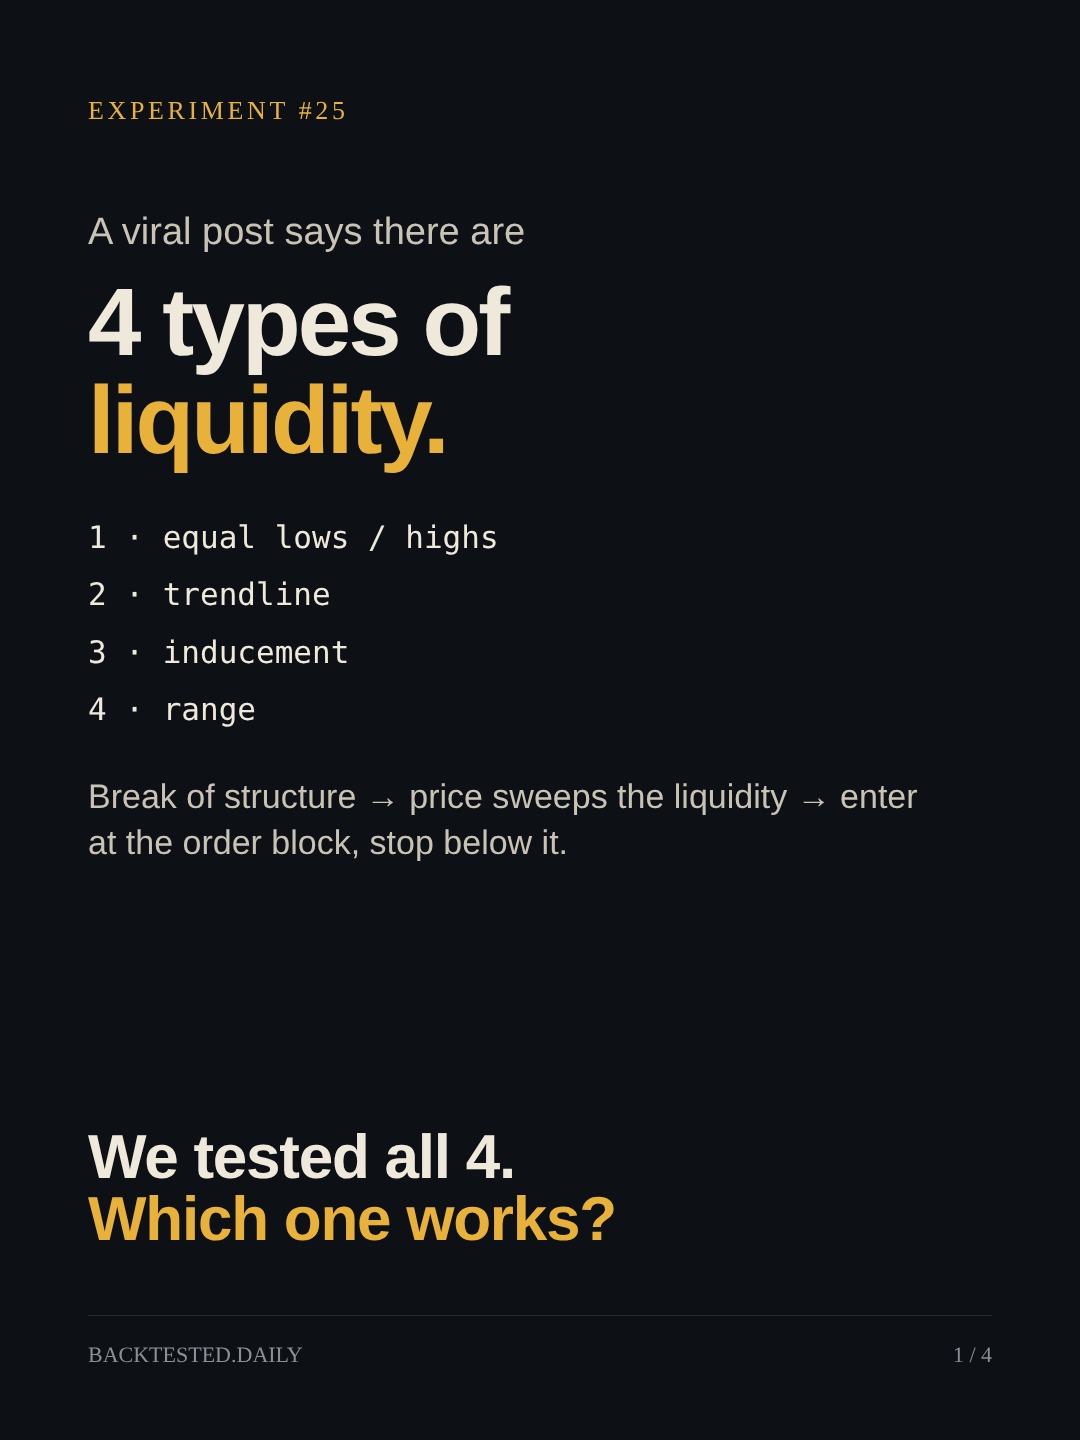 EXPERIMENT #25
A viral post says there are
4 types of
liquidity.
1 · equal lows / highs
2 · trendline
3 · inducement
4 · range
Break of structure → price sweeps the liquidity → enter
at the order block, stop below it.
We tested all 4.
Which one works?
BACKTESTED.DAILY
1 / 4